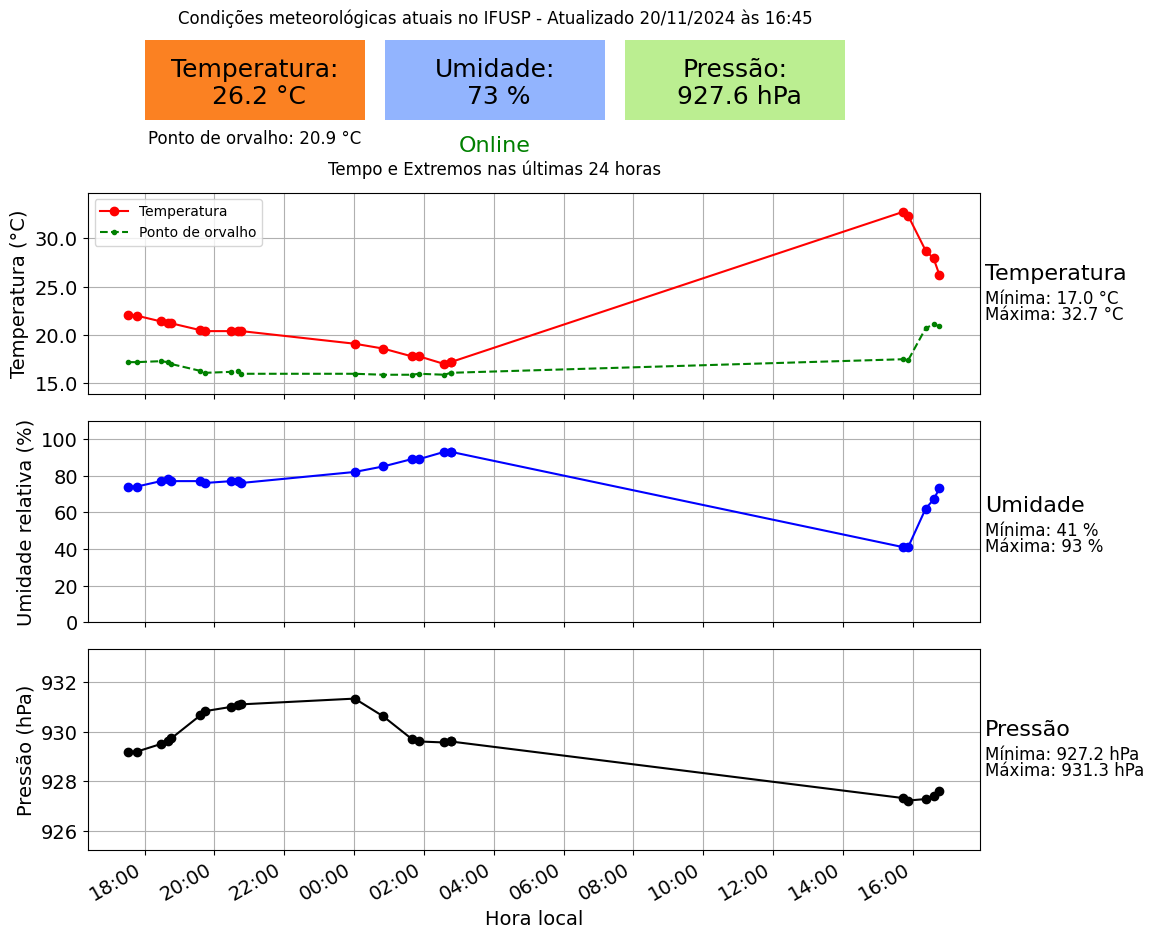 Condições meteorológicas atuais no IFUSP - Atualizado 20/11/2024 às 16:45
Temperatura:
26.2 °C
Umidade:
73 %
Pressão:
927.6 hPa
Ponto de orvalho: 20.9 °C
Online
Tempo e Extremos nas últimas 24 horas
Temperatura (°C)
30.0
25.0
20.0
15.0
Temperatura
Ponto de orvalho
Temperatura
Mínima: 17.0 °C
Máxima: 32.7 °C
Umidade relativa (%)
100
80
60
40
20
0
Umidade
Mínima: 41 %
Máxima: 93 %
Pressão (hPa)
932
930
928
926
Pressão
Mínima: 927.2 hPa
Máxima: 931.3 hPa
18:00 20:00 22:00 00:00 02:00 04:00 06:00 08:00 10:00 12:00 14:00 16:00
Hora local